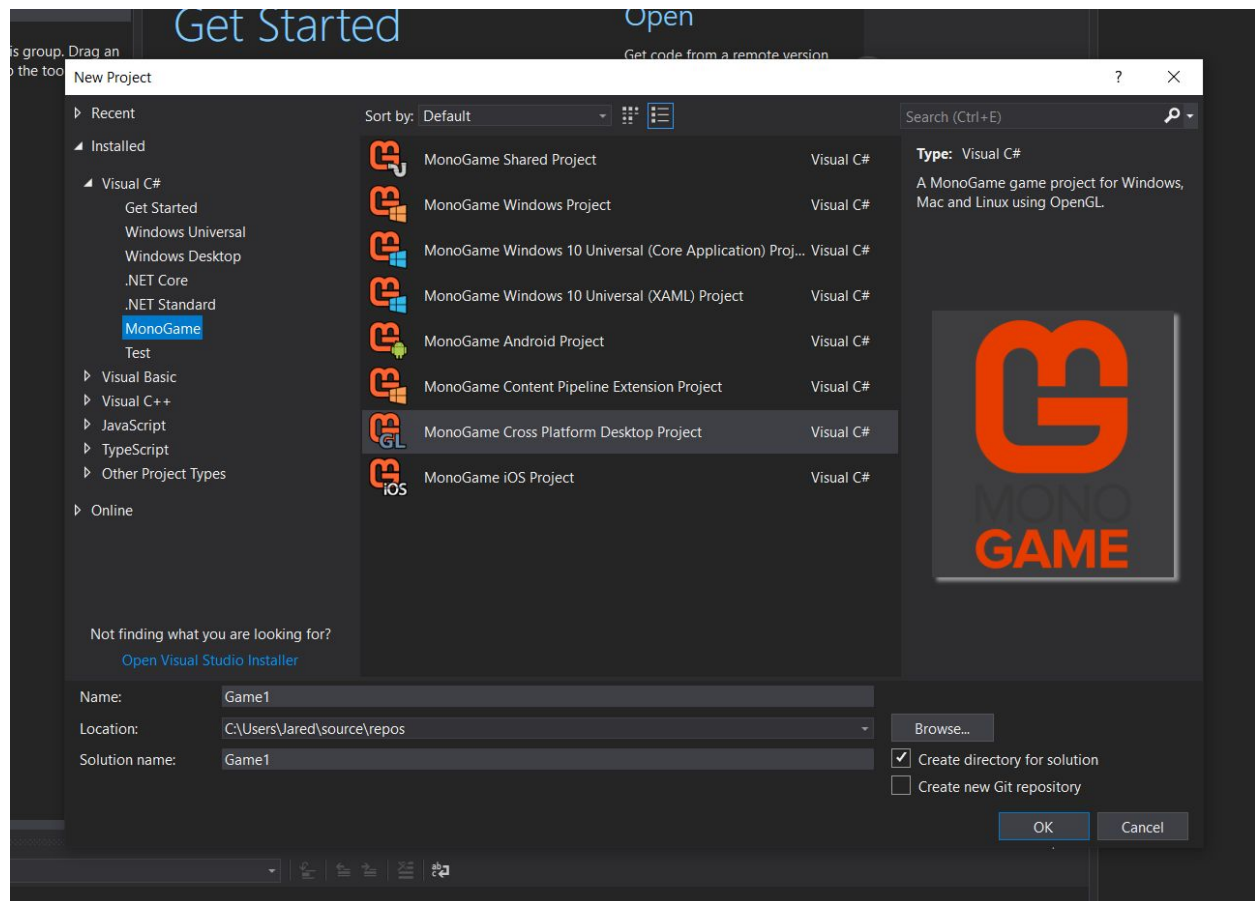 Get Started
Open
is group. Drag an
Get code from a remote version
the too
New Project
?
Recent
Sort by: Default
Search (Ctrl+E)
Installed
Visual C#
Get Started
Windows Universal
Windows Desktop
.NET Core
.NET Standard
MonoGame
Test
Visual Basic
Visual C++
JavaScript
TypeScript
Other Project Types
Online
Not finding what you are looking for?
Open Visual Studio Installer
MonoGame Shared Project Visual C#
MonoGame Windows Project Visual C#
MonoGame Windows 10 Universal (Core Application) Proj... Visual C#
MonoGame Windows 10 Universal (XAML) Project Visual C#
MonoGame Android Project Visual C#
MonoGame Content Pipeline Extension Project Visual C#
GL
MonoGame Cross Platform Desktop Project Visual C#
iOS
MonoGame iOS Project Visual C#
Type: Visual C#
A MonoGame game project for Windows,
Mac and Linux using OpenGL.
MONO
GAME
Name: Game1
Location: C:\Users\Jared\source\repos
Browse...
Solution name: Game1
Create directory for solution
Create new Git repository
OK Cancel